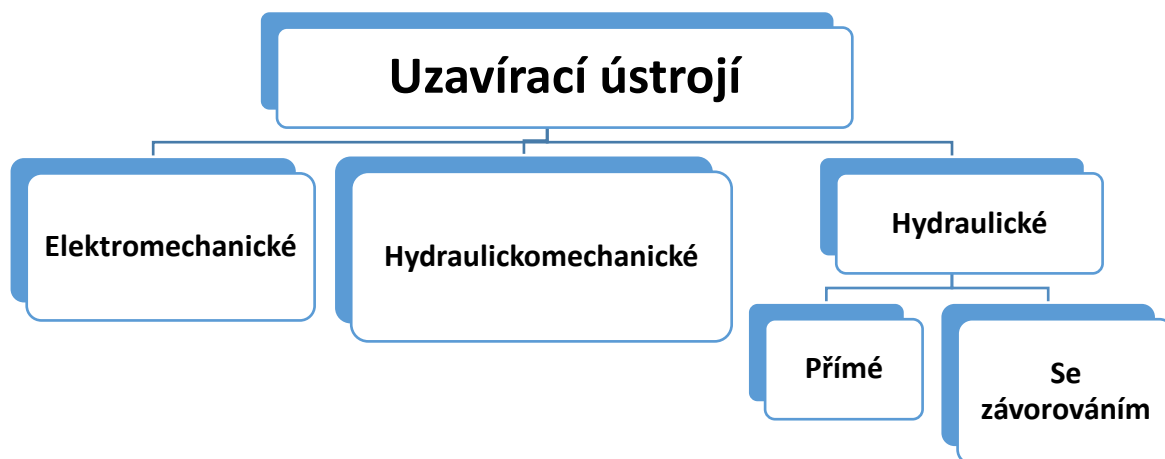 Uzavírací ústrojí
Elektromechanické
Hydraulickomechanické
Hydraulické
Přímé
Se
závorováním